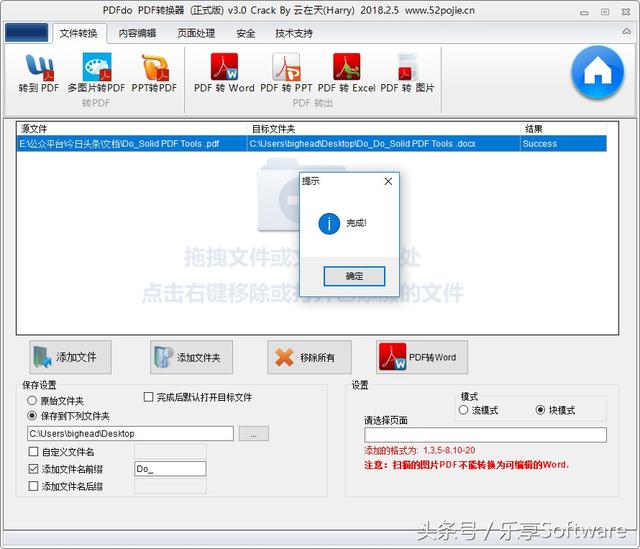 PDFdo PDF转换器 (正式版) v3.0 Crack By 云在天(Harry) 2018.2.5 www.52pojie.cn
文件转换 内容编辑 页面处理 安全 技术支持
转到 PDF 多图片转PDF PPT转PDF PDF 转 Word PDF 转 PPT PDF 转 Excel PDF 转 图片
转PDF PDF 转出
源文件 目标文件夹 结果
E:\公众平台\今日头条\文档\Do_Solid PDF Tools .pdf C:\Users\bighead\Desktop\Do_Do_Solid PDF Tools .docx Success
提示
完成!
确定
拖拽文件或文 处
点击右键移除或打开已添加的文件
添加文件 添加文件夹 移除所有 PDF转Word
保存设置
原始文件夹 完成后默认打开目标文件
保存到下列文件夹
C:\Users\bighead\Desktop ...
自定义文件名
添加文件名前缀 Do_
添加文件名后缀
设置
模式
流模式 块模式
请选择页面
添加的格式为: 1,3,5-8,10-20
注意：扫描的图片PDF不能转换为可编辑的Word.
头条号 / 乐享Software